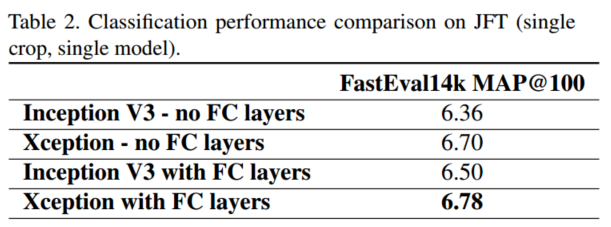 Table 2. Classification performance comparison on JFT (single
crop, single model).
FastEval14k MAP@100
Inception V3 - no FC layers 6.36
Xception - no FC layers 6.70
Inception V3 with FC layers 6.50
Xception with FC layers 6.78